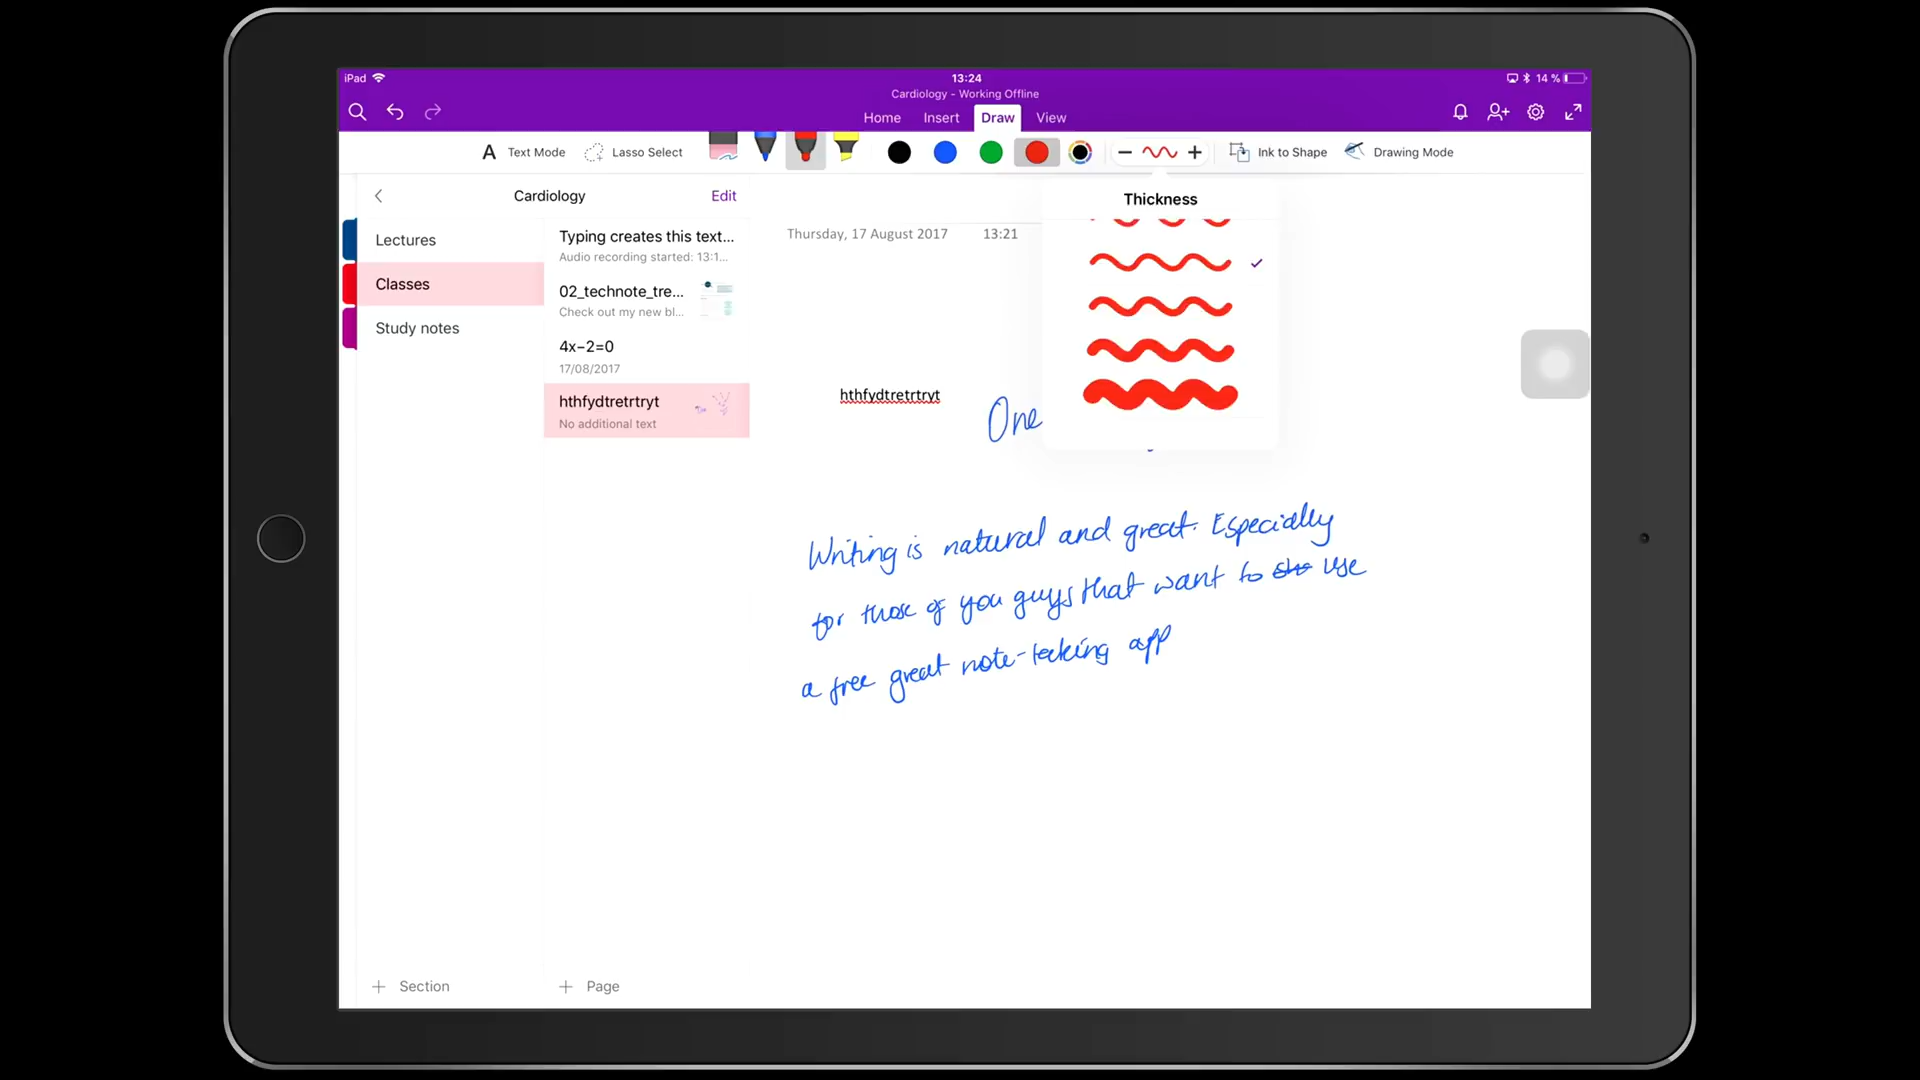 iPad 13:24 14 %
Cardiology - Working Offline
Home Insert Draw View
A Text Mode Lasso Select Ink to Shape Drawing Mode
Cardiology Edit
Thickness
Lectures
Classes
Study notes
Typing creates this text...
Audio recording started: 13:1...
02_technote_tre...
Check out my new bl...
4x−2=0
17/08/2017
hthfydtretrtryt
No additional text
Thursday, 17 August 2017 13:21
hthfydtretrtryt
One
Writing is natural and great. Especially
for those of you guys that want to use
a free great note-taking app
+ Section
+ Page